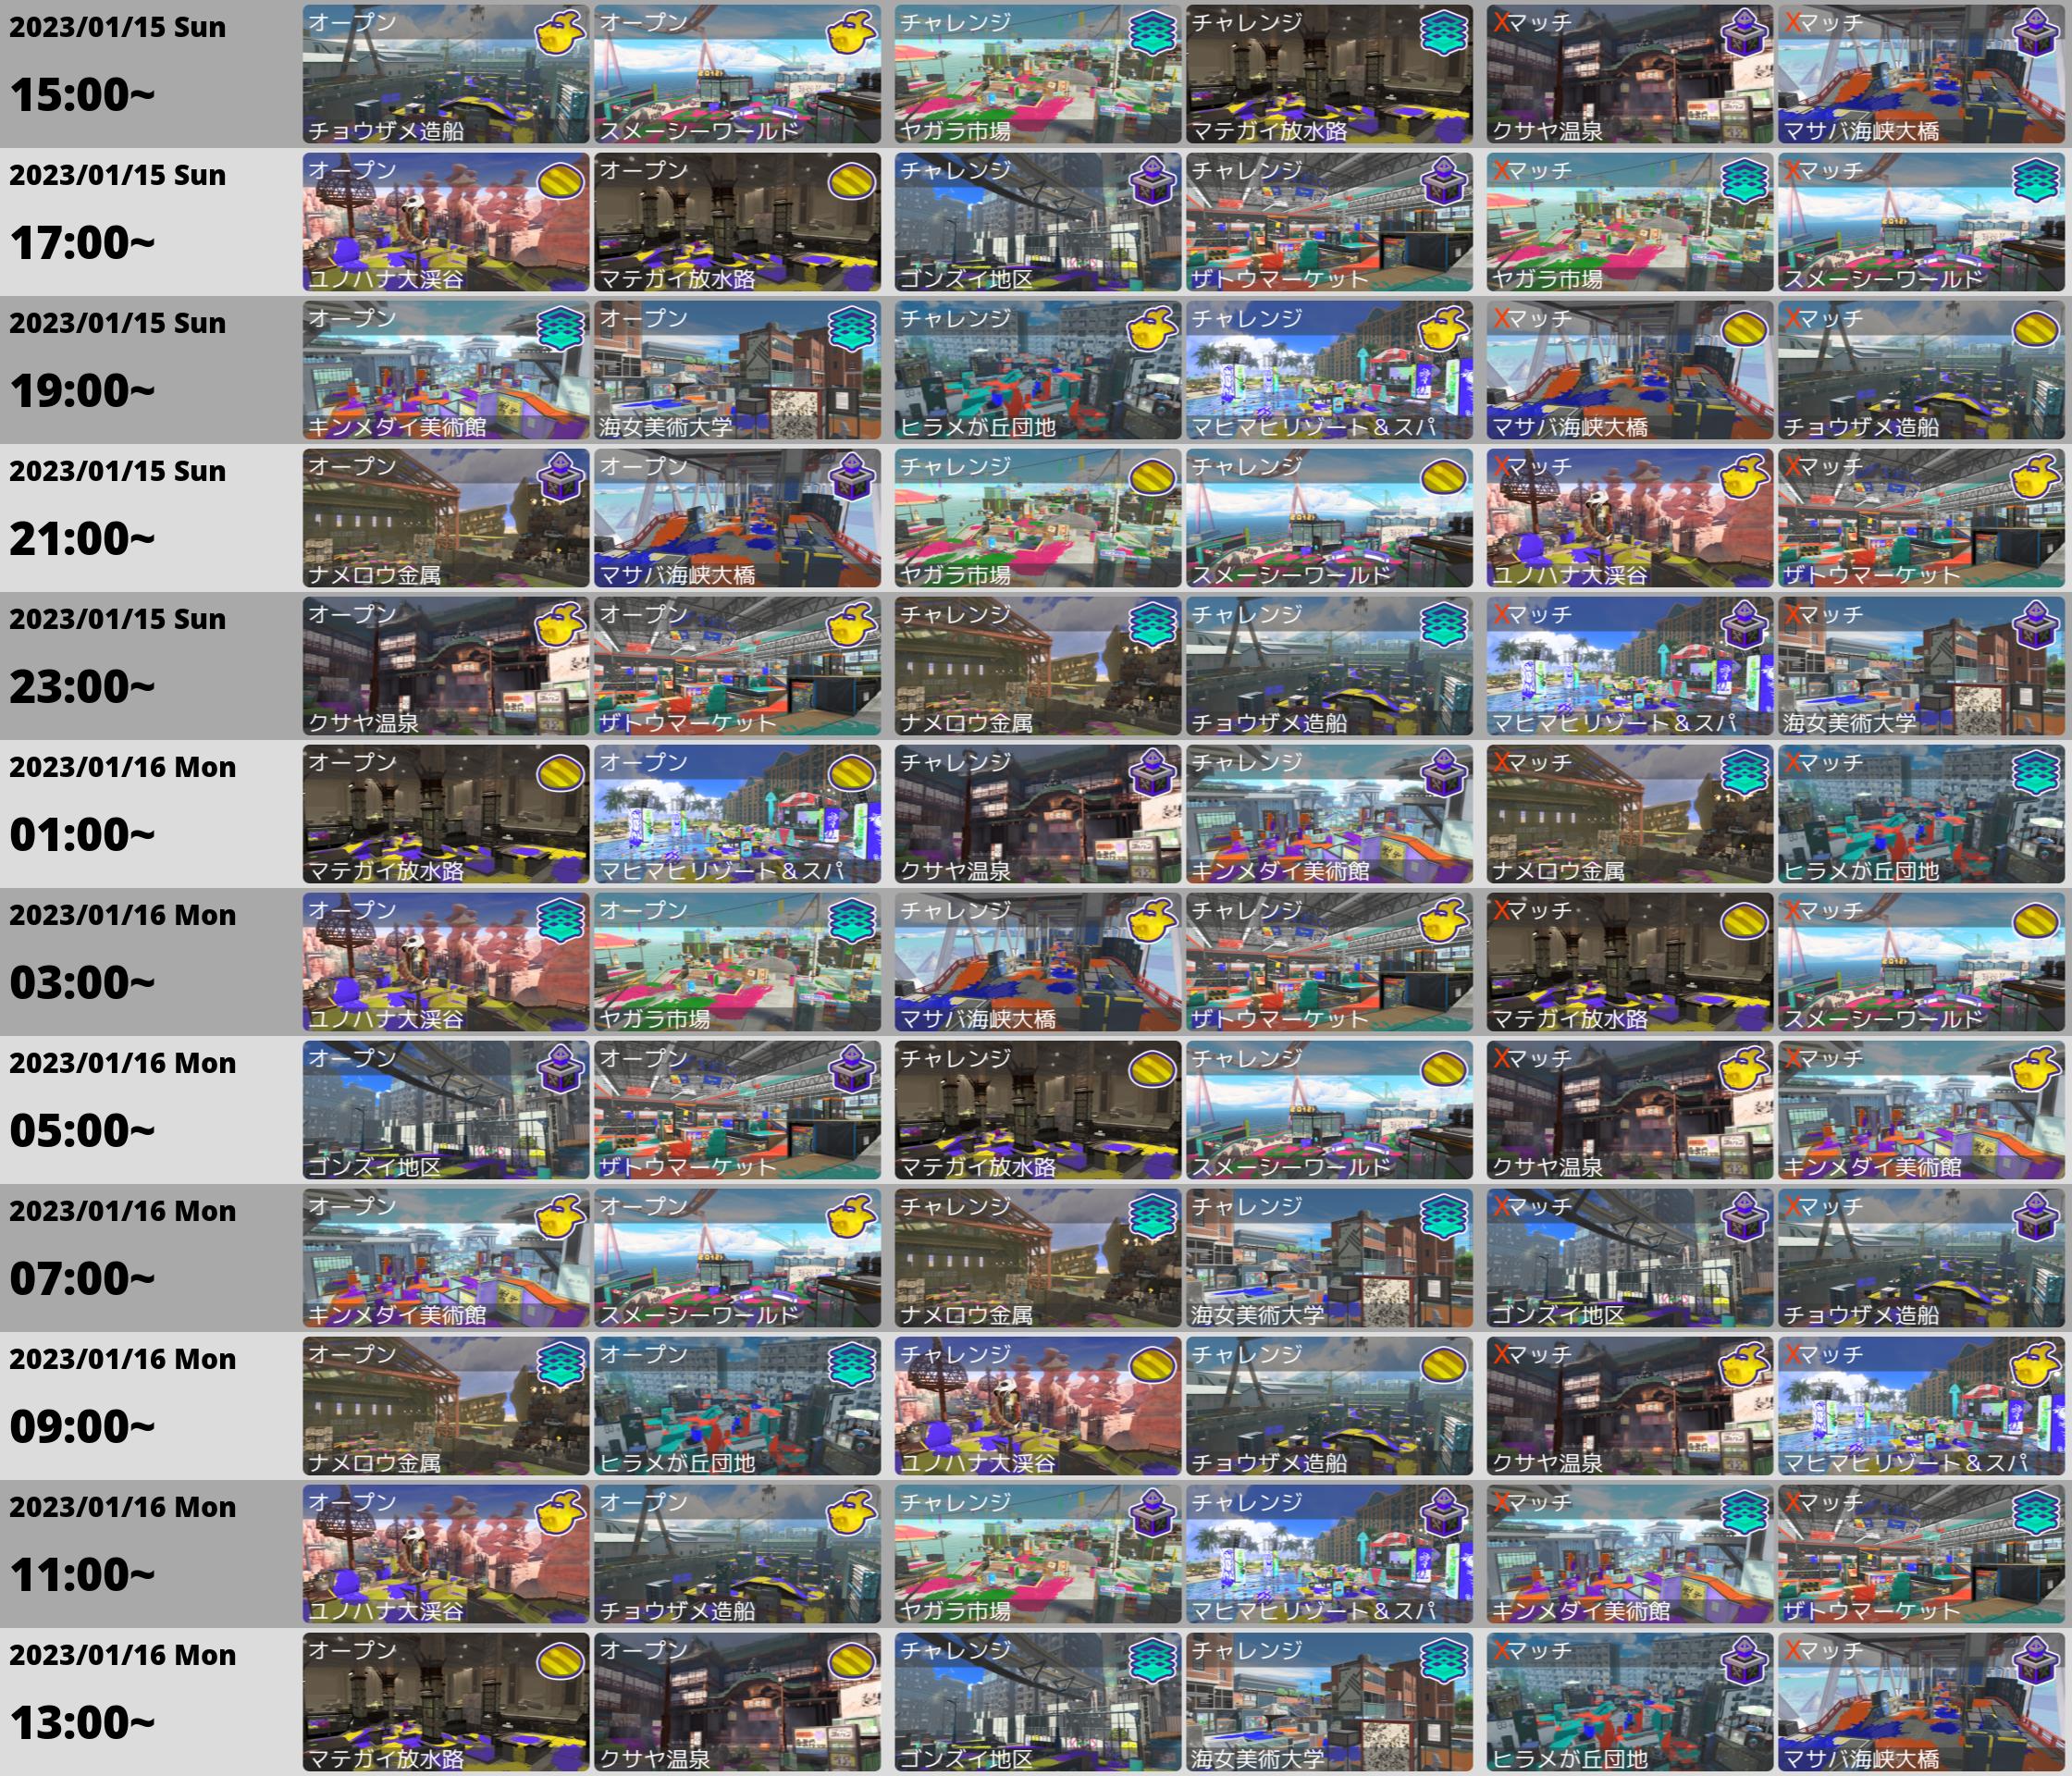 2023/01/15 Sun
15:00~
オープン オープン チャレンジ チャレンジ Xマッチ Xマッチ
チョウザメ造船 スメーシーワールド ヤガラ市場 マテガイ放水路 クサヤ温泉 マサバ海峡大橋
2023/01/15 Sun
17:00~
オープン オープン チャレンジ チャレンジ Xマッチ Xマッチ
ユノハナ大渓谷 マテガイ放水路 ゴンズイ地区 ザトウマーケット ヤガラ市場 スメーシーワールド
2023/01/15 Sun
19:00~
オープン オープン チャレンジ チャレンジ Xマッチ Xマッチ
キンメダイ美術館 海女美術大学 ヒラメが丘団地 マヒマヒリゾート&スパ マサバ海峡大橋 チョウザメ造船
2023/01/15 Sun
21:00~
オープン オープン チャレンジ チャレンジ Xマッチ Xマッチ
ナメロウ金属 マサバ海峡大橋 ヤガラ市場 スメーシーワールド ユノハナ大渓谷 ザトウマーケット
2023/01/15 Sun
23:00~
オープン オープン チャレンジ チャレンジ Xマッチ Xマッチ
クサヤ温泉 ザトウマーケット ナメロウ金属 チョウザメ造船 マヒマヒリゾート&スパ 海女美術大学
2023/01/16 Mon
01:00~
オープン オープン チャレンジ チャレンジ Xマッチ Xマッチ
マテガイ放水路 マヒマヒリゾート&スパ クサヤ温泉 キンメダイ美術館 ナメロウ金属 ヒラメが丘団地
2023/01/16 Mon
03:00~
オープン オープン チャレンジ チャレンジ Xマッチ Xマッチ
ユノハナ大渓谷 ヤガラ市場 マサバ海峡大橋 ザトウマーケット マテガイ放水路 スメーシーワールド
2023/01/16 Mon
05:00~
オープン オープン チャレンジ チャレンジ Xマッチ Xマッチ
ゴンズイ地区 ザトウマーケット マテガイ放水路 スメーシーワールド クサヤ温泉 キンメダイ美術館
2023/01/16 Mon
07:00~
オープン オープン チャレンジ チャレンジ Xマッチ Xマッチ
キンメダイ美術館 スメーシーワールド ナメロウ金属 海女美術大学 ゴンズイ地区 チョウザメ造船
2023/01/16 Mon
09:00~
オープン オープン チャレンジ チャレンジ Xマッチ Xマッチ
ナメロウ金属 ヒラメが丘団地 ユノハナ大渓谷 チョウザメ造船 クサヤ温泉 マヒマヒリゾート&スパ
2023/01/16 Mon
11:00~
オープン オープン チャレンジ チャレンジ Xマッチ Xマッチ
ユノハナ大渓谷 チョウザメ造船 ヤガラ市場 マヒマヒリゾート&スパ キンメダイ美術館 ザトウマーケット
2023/01/16 Mon
13:00~
オープン オープン チャレンジ チャレンジ Xマッチ Xマッチ
マテガイ放水路 クサヤ温泉 ゴンズイ地区 海女美術大学 ヒラメが丘団地 マサバ海峡大橋